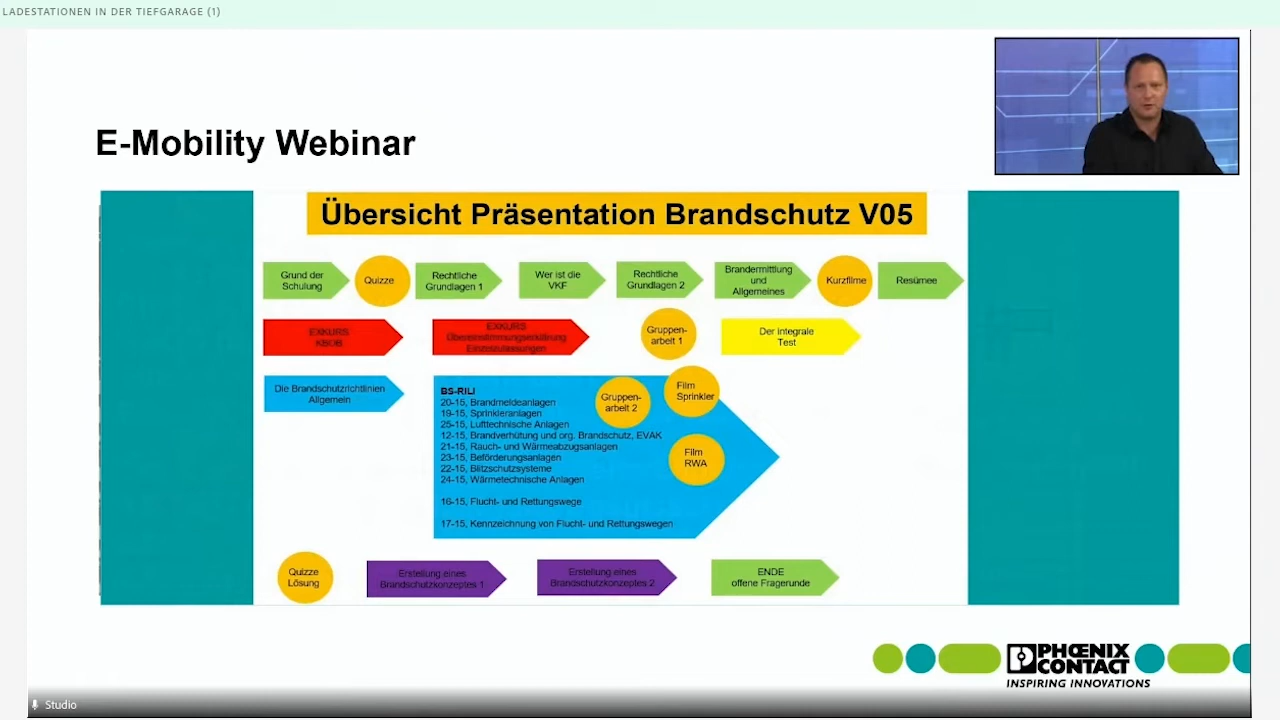 LADESTATIONEN IN DER TIEFGARAGE (1)
E-Mobility Webinar
Übersicht Präsentation Brandschutz V05
Grund der
Schulung
Quizze
Rechtliche
Grundlagen 1
Wer ist die
VKF
Rechtliche
Grundlagen 2
Brandermittlung
und
Allgemeines
Kurzfilme
Resümee
EXKURS
KBOB
EXKURS
Übereinstimmungserklärung
Einzelzulassungen
Gruppen-
arbeit 1
Der integrale
Test
Die Brandschutzrichtlinien
Allgemein
BS-RILI
20-15, Brandmeldeanlagen
19-15, Sprinkleranlagen
25-15, Lufttechnische Anlagen
12-15, Brandverhütung und org. Brandschutz, EVAK
21-15, Rauch- und Wärmeabzugsanlagen
23-15, Beförderungsanlagen
22-15, Blitzschutzsysteme
24-15, Wärmetechnische Anlagen
16-15, Flucht- und Rettungswege
17-15, Kennzeichnung von Flucht- und Rettungswegen
Gruppen-
arbeit 2
Film
Sprinkler
Film
RWA
Quizze
Lösung
Erstellung eines
Brandschutzkonzeptes 1
Erstellung eines
Brandschutzkonzeptes 2
ENDE
offene Fragerunde
PHŒNIX
CONTACT
INSPIRING INNOVATIONS
Studio